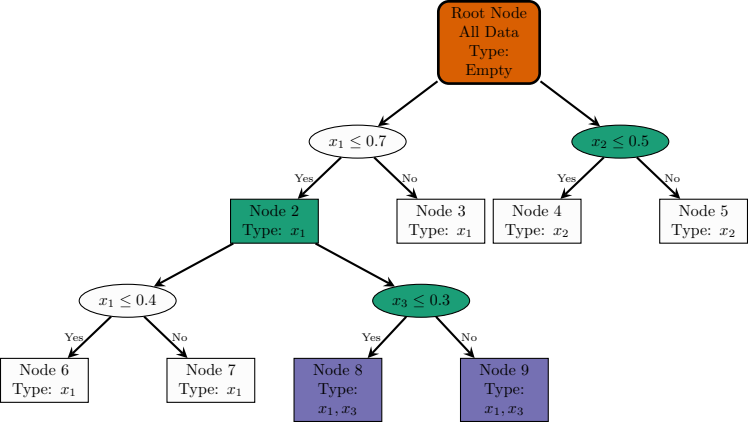 Root Node
All Data
Type:
Empty
x₁ ≤ 0.7
x₂ ≤ 0.5
Yes
No
Yes
No
Node 2
Type: x₁
Node 3
Type: x₁
Node 4
Type: x₂
Node 5
Type: x₂
x₁ ≤ 0.4
x₃ ≤ 0.3
Yes
No
Yes
No
Node 6
Type: x₁
Node 7
Type: x₁
Node 8
Type:
x₁, x₃
Node 9
Type:
x₁, x₃